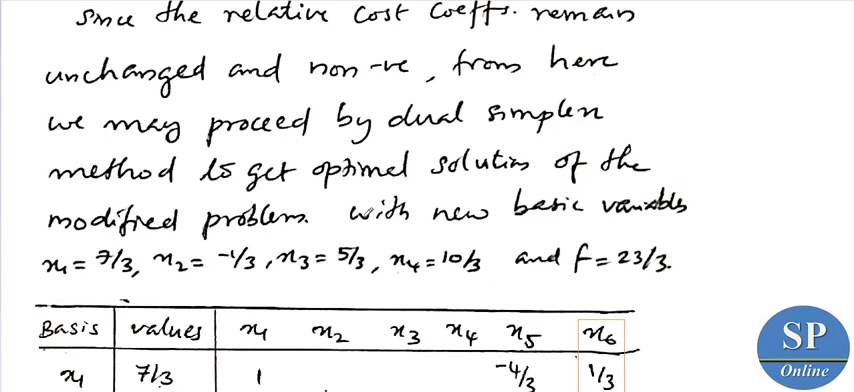 Since the relative cost coeffs. remain
unchanged and non-ve, from here
we may proceed by dual simplex
method to get optimal solution of the
modified problem. with new basic variables
x1 = 7/3, x2 = -1/3, x3 = 5/3, x4 = 10/3 and f = 23/3.
Basis values x1 x2 x3 x4 x5 x6
x1 7/3 1 -4/3 1/3
SP
Online